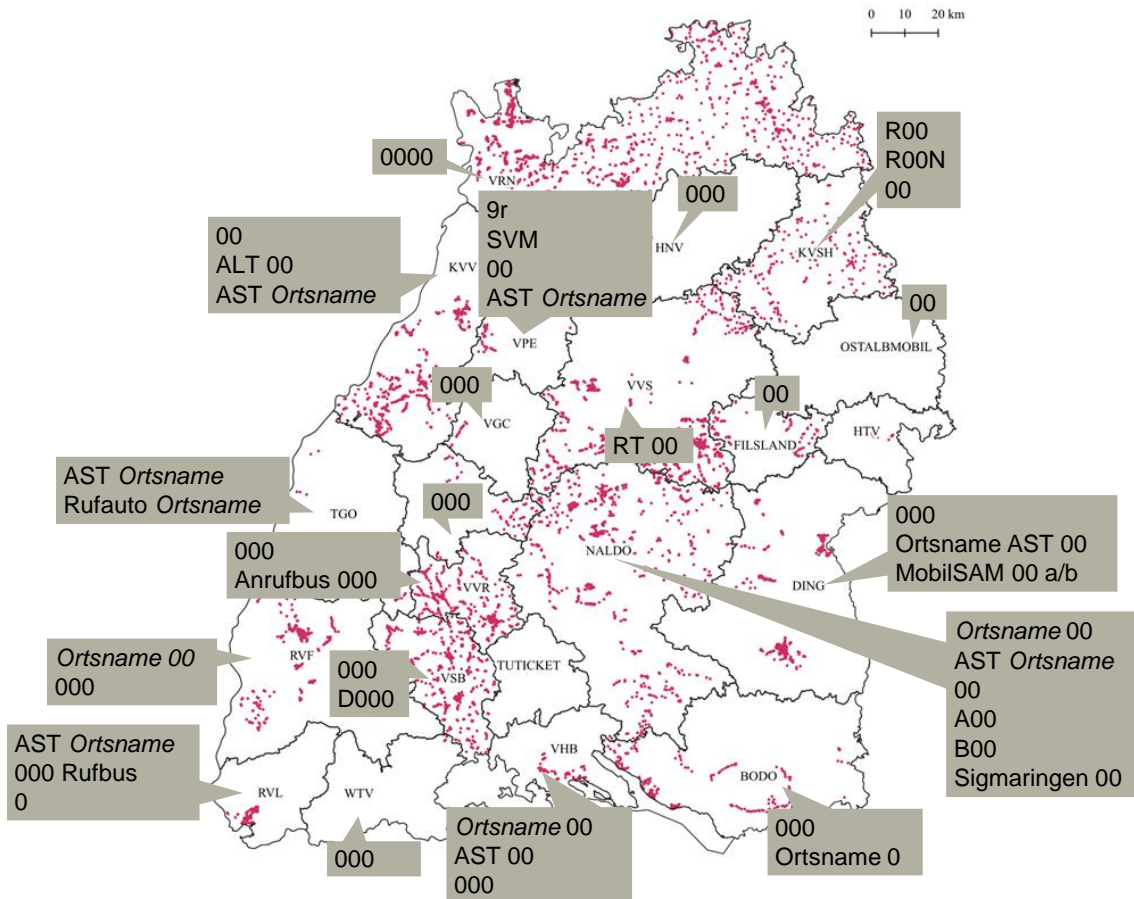 0 10 20 km
R00
R00N
00
0000
VRN
000
9r
SVM
00
AST Ortsname
HNV
KVSH
00
ALT 00
AST Ortsname
KVV
00
OSTALBMOBIL
VPE
VVS
000
VGC
00
FILSLAND
HTV
RT 00
AST Ortsname
Rufauto Ortsname
TGO
000
000
Anrufbus 000
NALDO
000
Ortsname AST 00
MobilSAM 00 a/b
DING
VVR
Ortsname 00
000
RVF
000
D000
VSB
TUTICKET
Ortsname 00
AST Ortsname
00
A00
B00
Sigmaringen 00
AST Ortsname
000 Rufbus
0
RVL
WTV
VHB
BODO
000
Ortsname 00
AST 00
000
000
Ortsname 0